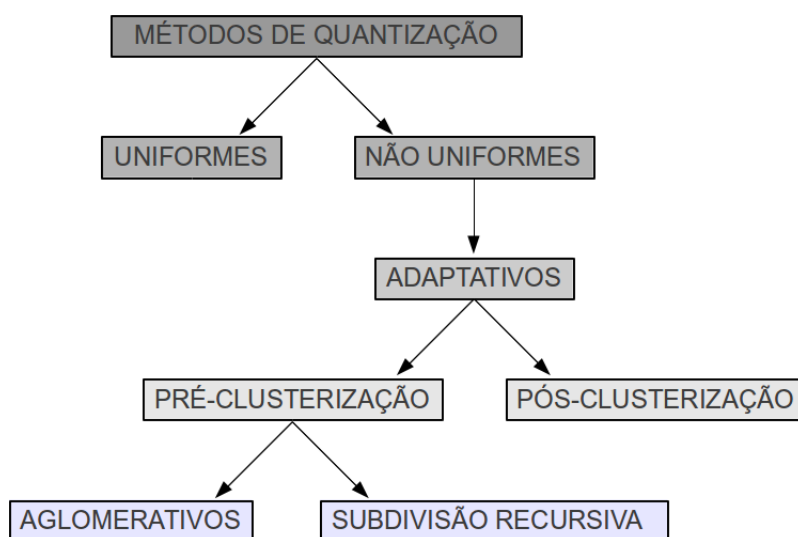 MÉTODOS DE QUANTIZAÇÃO
UNIFORMES
NÃO UNIFORMES
ADAPTATIVOS
PRÉ-CLUSTERIZAÇÃO
PÓS-CLUSTERIZAÇÃO
AGLOMERATIVOS
SUBDIVISÃO RECURSIVA